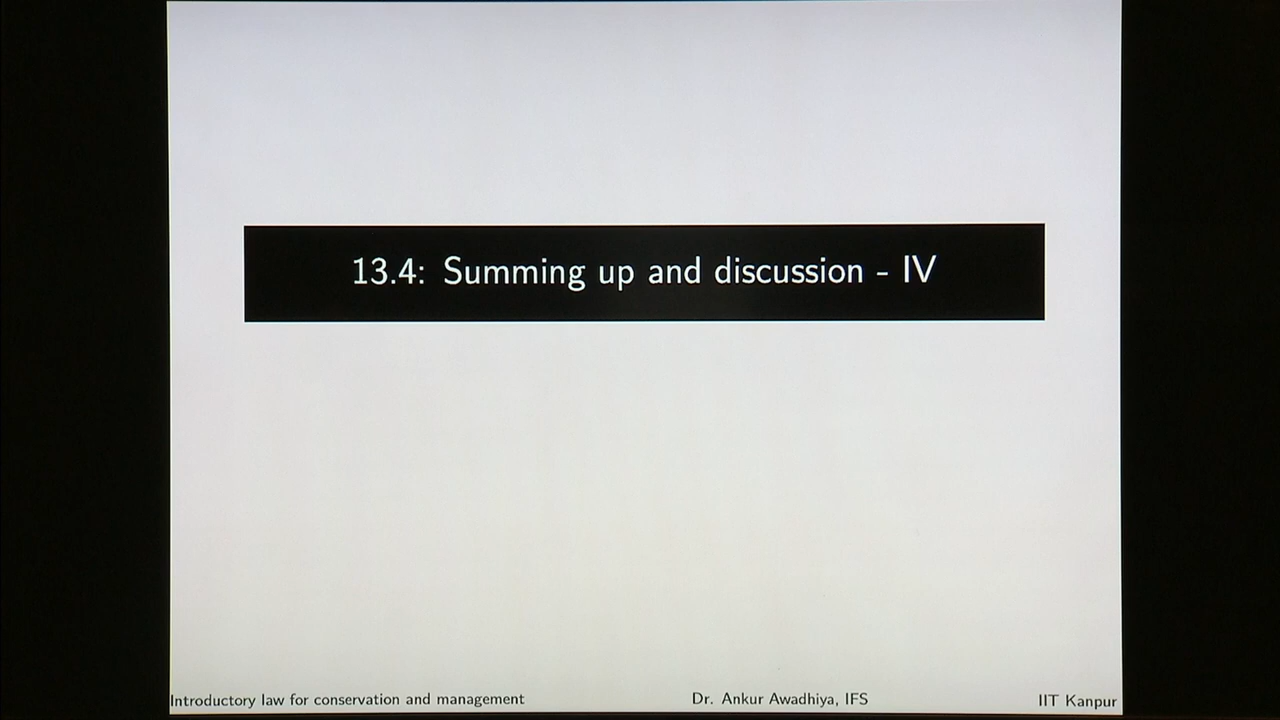 13.4: Summing up and discussion - IV
Introductory law for conservation and management Dr. Ankur Awadhiya, IFS IIT Kanpur